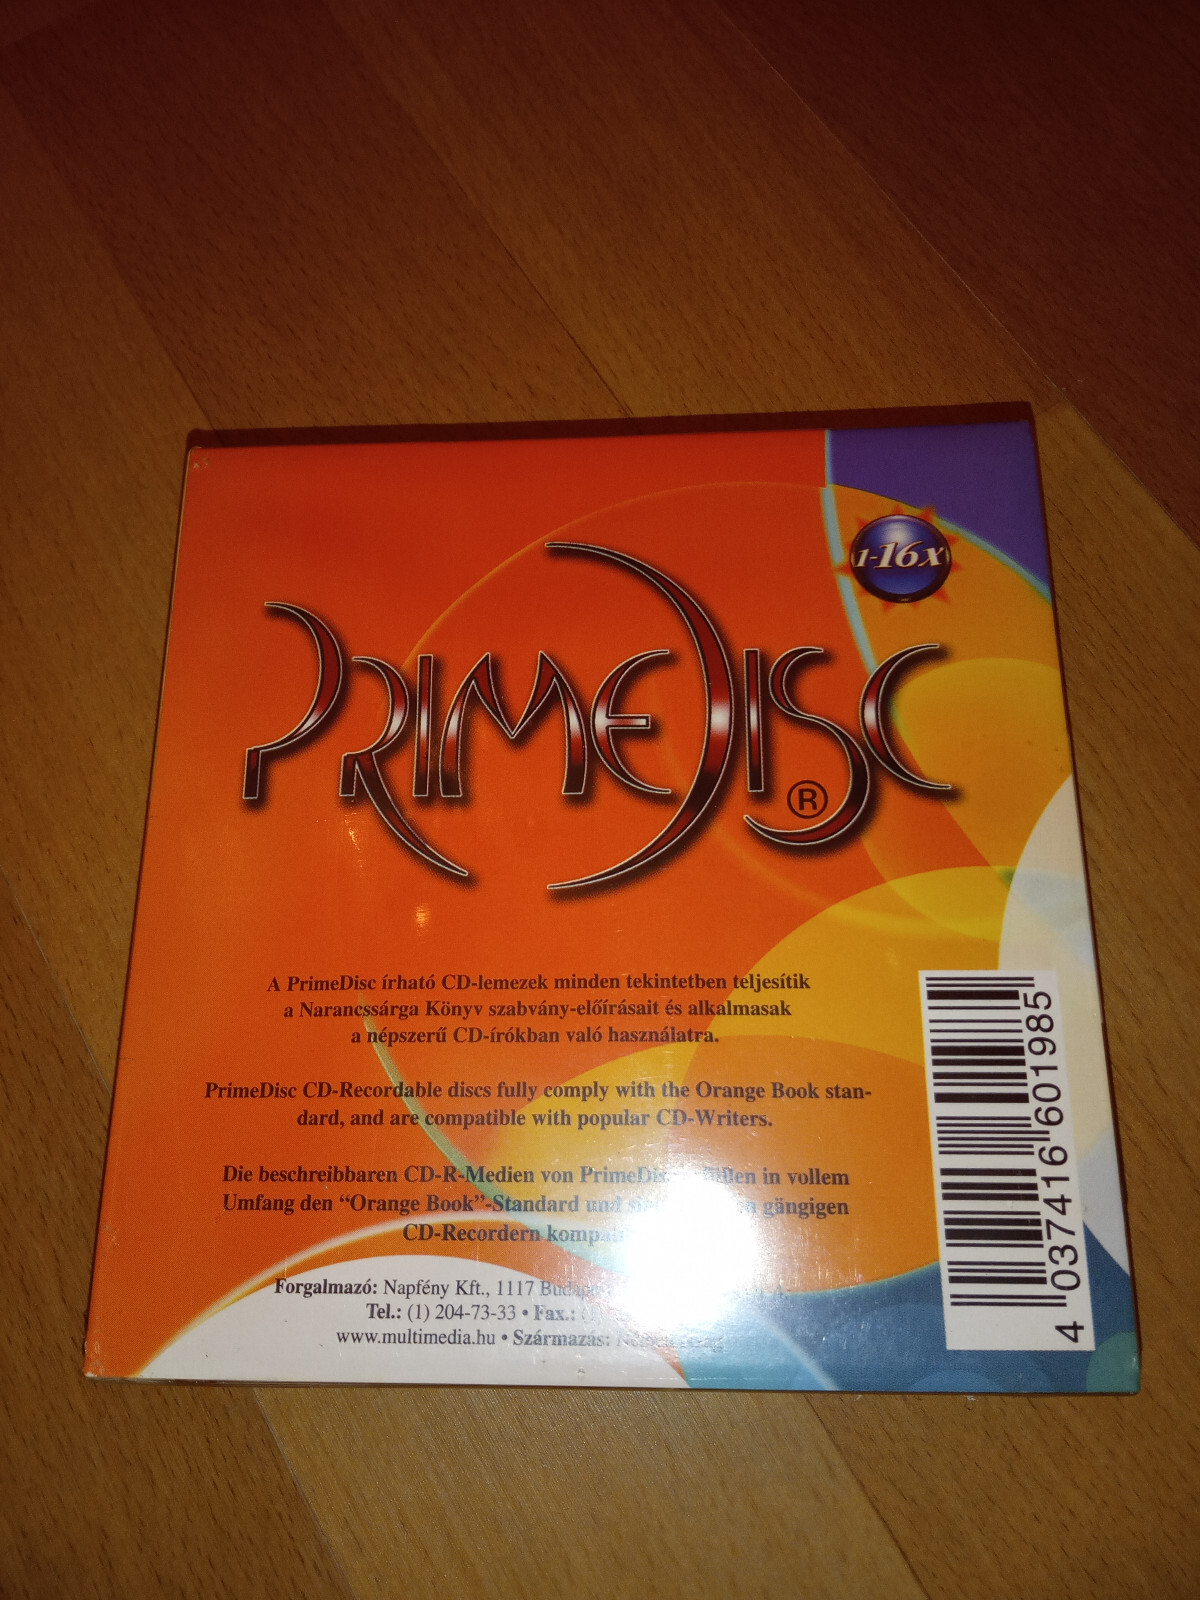 1-16x
PRIMEDISC
®
A PrimeDisc írható CD-lemezek minden tekintetben teljesítik
a Narancssárga Könyv szabvány-előírásait és alkalmasak
a népszerű CD-írókban való használatra.
PrimeDisc CD-Recordable discs fully comply with the Orange Book stan-
dard, and are compatible with popular CD-Writers.
Die beschreibbaren CD-R-Medien von in vollem
Umfang den “Orange Book”-Standard und gängigen
CD-Recordern
Forgalmazó: Napfény Kft., 1117
Tel.: (1) 204-73-33 • Fax.:
www.multimedia.hu • Származás:
4 037416 601985